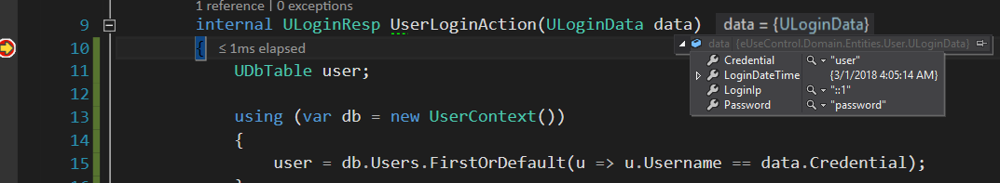 1 reference | 0 exceptions
9 internal ULoginResp UserLoginAction(ULoginData data) data = {ULoginData}
10 { ≤ 1ms elapsed
data {eUseControl.Domain.Entities.User.ULoginData}
Credential "user"
LoginDateTime {3/1/2018 4:05:14 AM}
LoginIp "::1"
Password "password"
11 UDbTable user;
12
13 using (var db = new UserContext())
14 {
15 user = db.Users.FirstOrDefault(u => u.Username == data.Credential);